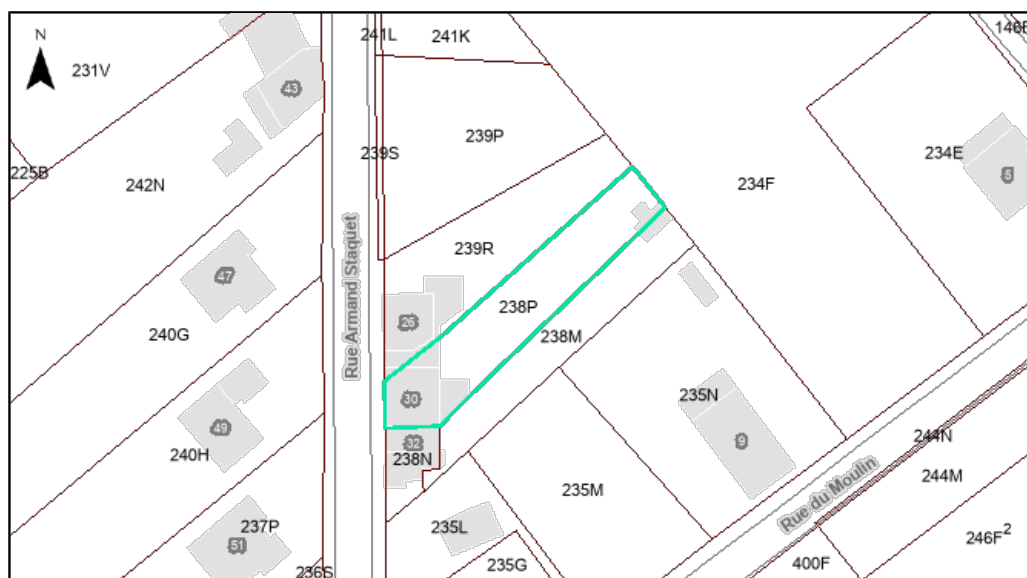 N
241L
241K
146E
231V
43
239P
239S
225B
242N
234E
5
234F
Rue Armand Staquet
239R
47
238P
26
240G
238M
30
235N
49
32
9
240H
238N
244N
244M
235M
Rue du Moulin
237P
235L
246F²
51
236S
235G
400F